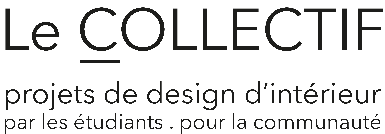 Le COLLECTIF
projets de design d'intérieur
par les étudiants . pour la communauté